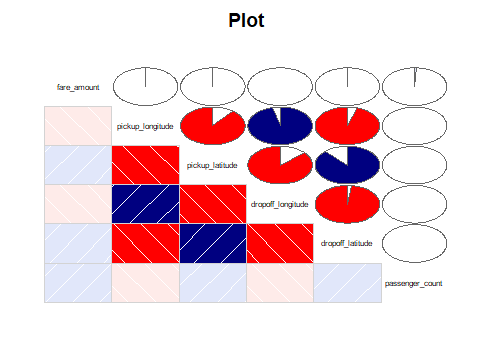 Plot
fare_amount
pickup_longitude
pickup_latitude
dropoff_longitude
dropoff_latitude
passenger_count